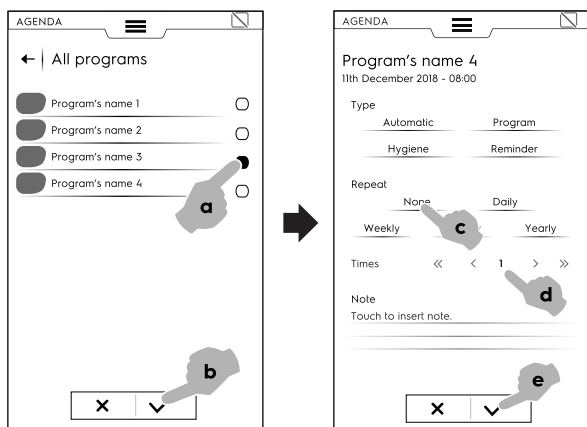 AGENDA
← All programs
Program's name 1
Program's name 2
Program's name 3
Program's name 4
a
b
AGENDA
Program's name 4
11th December 2018 - 08:00
Type
Automatic Program
Hygiene Reminder
Repeat
None Daily
c
Weekly Yearly
Times << < 1 > >>
d
Note
Touch to insert note.
e